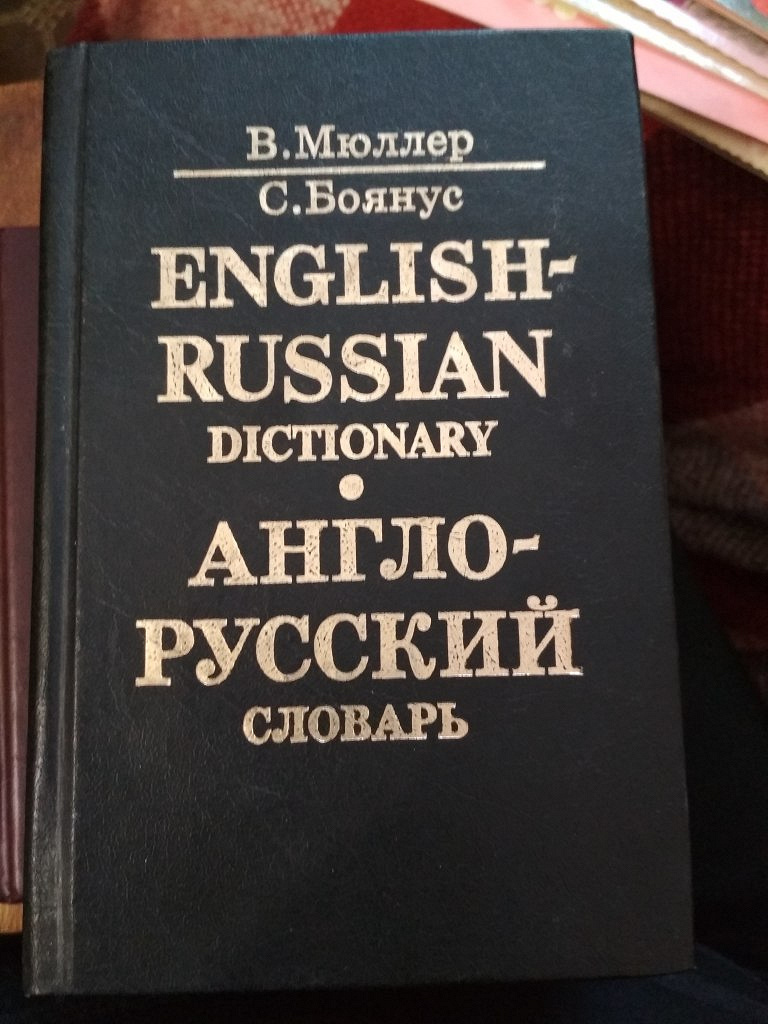 В.Мюллер
С.Боянус
ENGLISH-
RUSSIAN
DICTIONARY
•
АНГЛО-
РУССКИЙ
СЛОВАРЬ